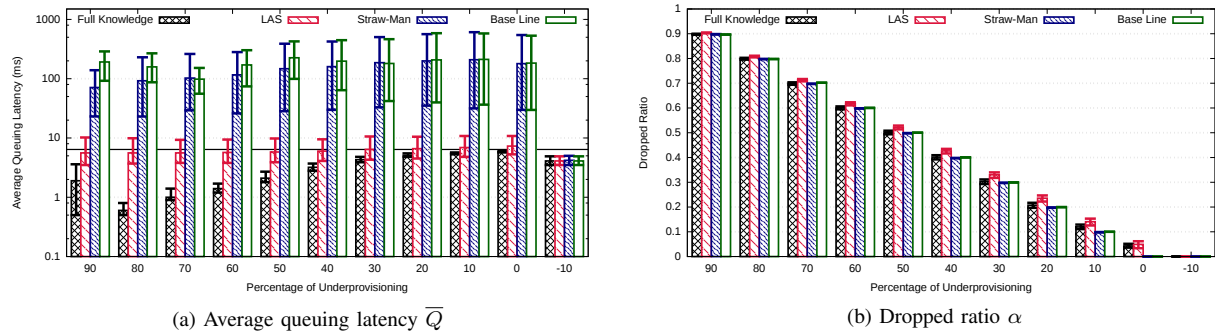 Full Knowledge LAS Straw-Man Base Line
1000
100
10
1
0.1
Average Queuing Latency (ms)
90 80 70 60 50 40 30 20 10 0 -10
Percentage of Underprovisioning
(a) Average queuing latency Q̅
Full Knowledge LAS Straw-Man Base Line
1
0.9
0.8
0.7
0.6
0.5
0.4
0.3
0.2
0.1
0
Dropped Ratio
90 80 70 60 50 40 30 20 10 0 -10
Percentage of Underprovisioning
(b) Dropped ratio α